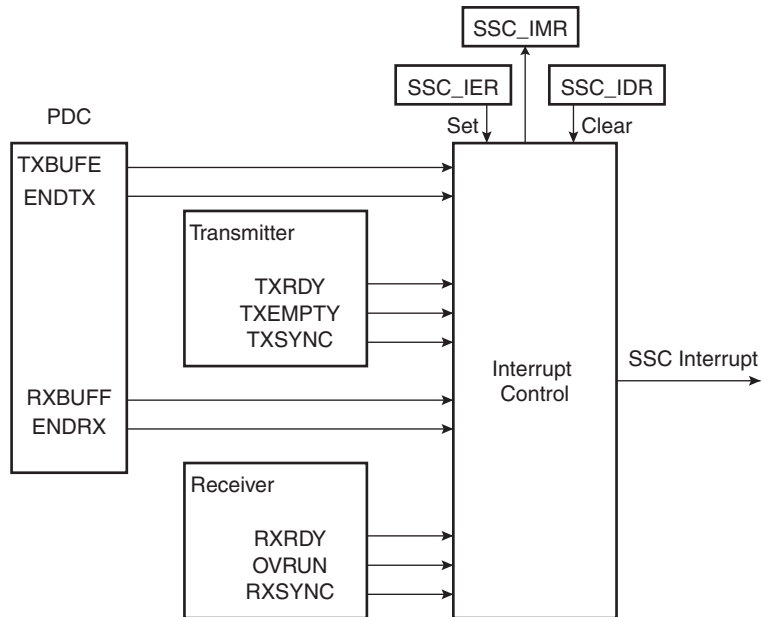 SSC_IMR
SSC_IER
SSC_IDR
PDC
Set
Clear
TXBUFE
ENDTX
Transmitter
TXRDY
TXEMPTY
TXSYNC
Interrupt
Control
SSC Interrupt
RXBUFF
ENDRX
Receiver
RXRDY
OVRUN
RXSYNC